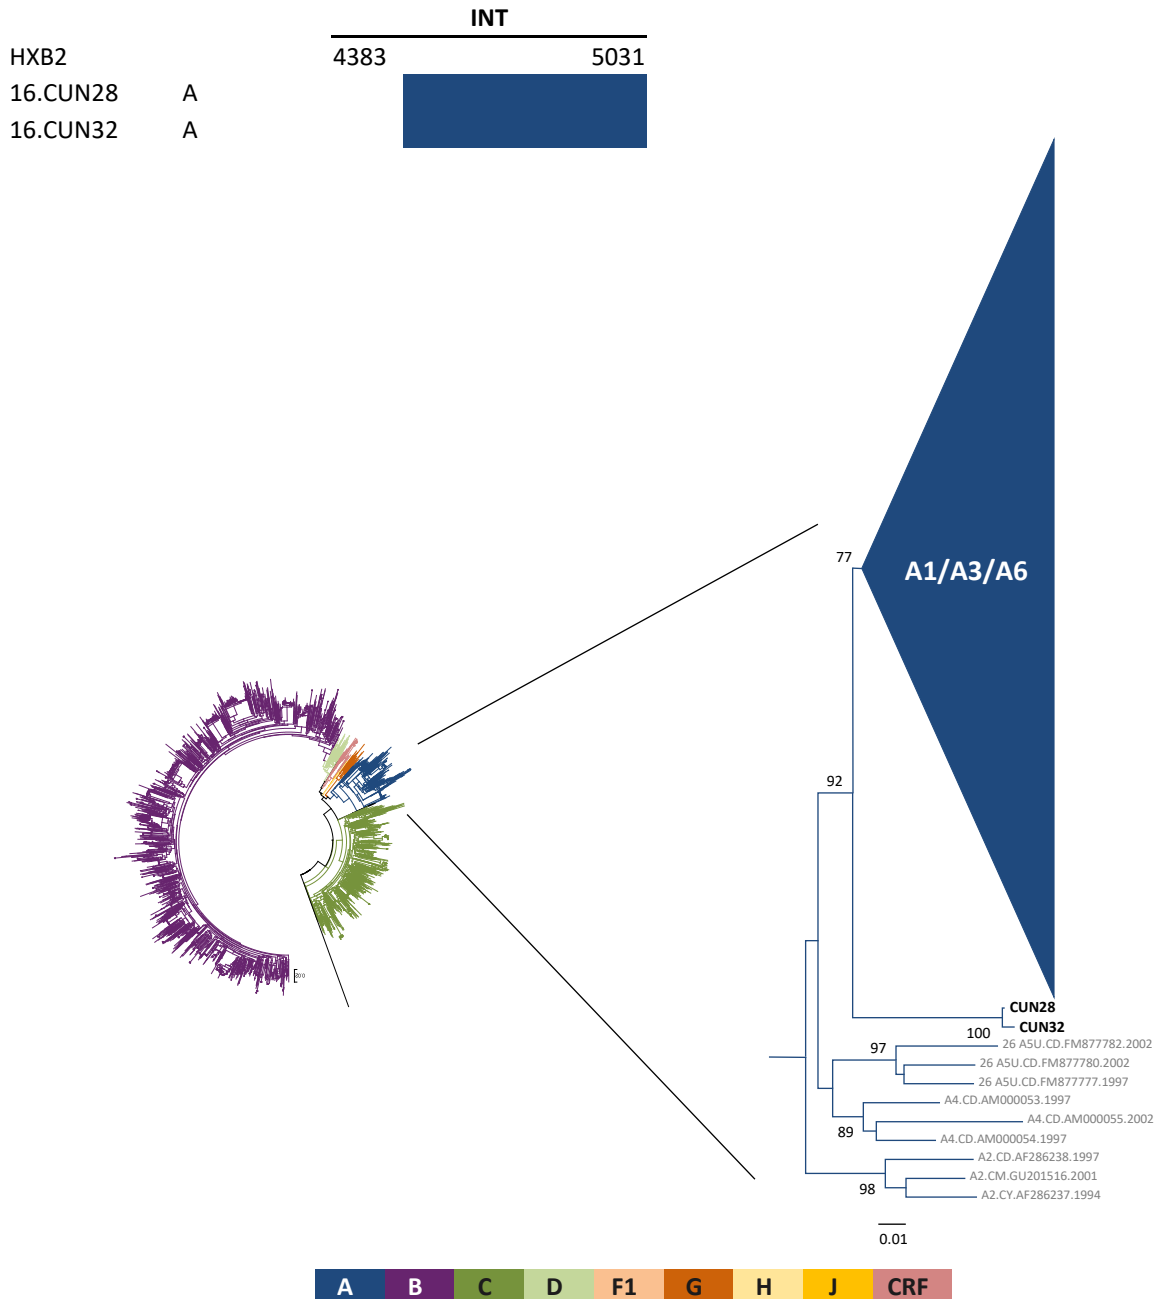 INT
HXB2 4383 5031
16.CUN28 A
16.CUN32 A
77
A1/A3/A6
92
CUN28
CUN32
100
26 A5U.CD.FM877782.2002
97
26 A5U.CD.FM877780.2002
26 A5U.CD.FM877777.1997
A4.CD.AM000053.1997
A4.CD.AM000055.2002
89
A4.CD.AM000054.1997
A2.CD.AF286238.1997
A2.CM.GU201516.2001
98
A2.CY.AF286237.1994
0.01
A B C D F1 G H J CRF